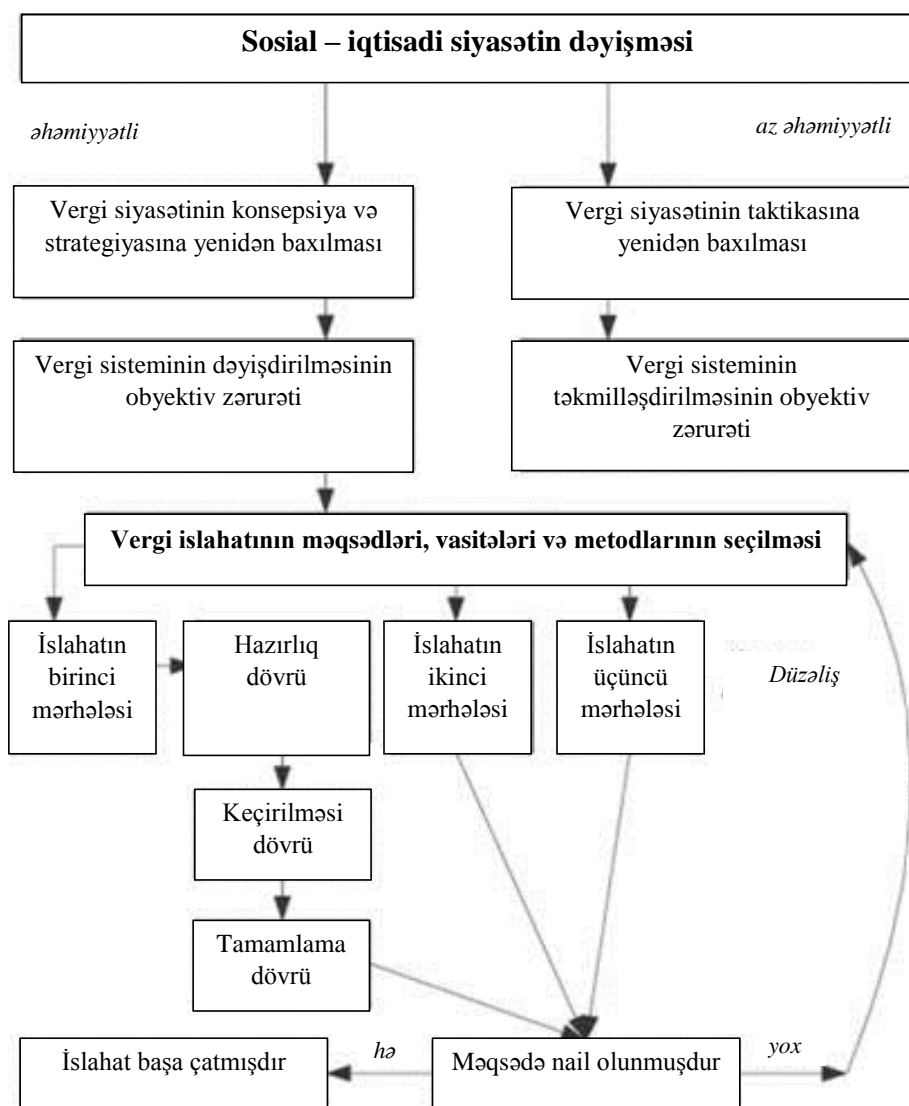 Sosial – iqtisadi siyasətin dəyişməsi
əhəmiyyətli
az əhəmiyyətli
Vergi siyasətinin konsepsiya və
strategiyasına yenidən baxılması
Vergi siyasətinin taktikasına
yenidən baxılması
Vergi sisteminin dəyişdirilməsinin
obyektiv zərurəti
Vergi sisteminin
təkmilləşdirilməsinin obyektiv
zərurəti
Vergi islahatının məqsədləri, vasitələri və metodlarının seçilməsi
İslahatın
birinci
mərhələsi
Hazırlıq
dövrü
İslahatın
ikinci
mərhələsi
İslahatın
üçüncü
mərhələsi
Düzəliş
Keçirilməsi
dövrü
Tamamlama
dövrü
İslahat başa çatmışdır
hə
Məqsədə nail olunmuşdur
yox